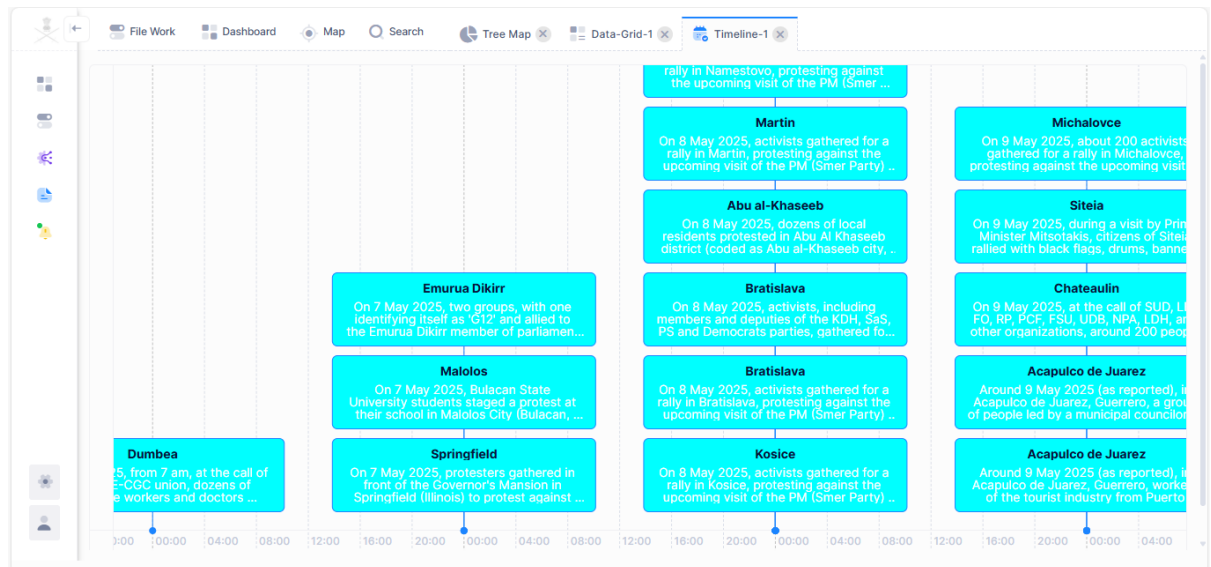 File Work
Dashboard
Map
Search
Tree Map
Data-Grid-1
Timeline-1
rally in Namestovo, protesting against
the upcoming visit of the PM (Smer ...
Martin
On 8 May 2025, activists gathered for a
rally in Martin, protesting against the
upcoming visit of the PM (Smer Party) ..
Michalovce
On 9 May 2025, about 200 activists
gathered for a rally in Michalovce,
protesting against the upcoming visit
Abu al-Khaseeb
On 8 May 2025, dozens of local
residents protested in Abu Al Khaseeb
district (coded as Abu al-Khaseeb city, ..
Siteia
On 9 May 2025, during a visit by Prim
Minister Mitsotakis, citizens of Siteia
rallied with black flags, drums, banne
Emurua Dikirr
On 7 May 2025, two groups, with one
identifying itself as 'G12' and allied to
the Emurua Dikirr member of parliamen...
Bratislava
On 8 May 2025, activists, including
members and deputies of the KDH, SaS,
PS and Democrats parties, gathered fo...
Chateaulin
On 9 May 2025, at the call of SUD,
FO, RP, PCF, FSU, UDB, NPA, LDH,
other organizations, around 200 peop
Malolos
On 7 May 2025, Bulacan State
University students staged a protest at
their school in Malolos City (Bulacan, ...
Bratislava
On 8 May 2025, activists gathered for a
rally in Bratislava, protesting against the
upcoming visit of the PM (Smer Party) ..
Acapulco de Juarez
Around 9 May 2025 (as reported), i
Acapulco de Juarez, Guerrero, a grou
of people led by a municipal councilor
Dumbea
25, from 7 am, at the call of
E-CGC union, dozens of
e workers and doctors ...
Springfield
On 7 May 2025, protesters gathered in
front of the Governor's Mansion in
Springfield (Illinois) to protest against ...
Kosice
On 8 May 2025, activists gathered for a
rally in Kosice, protesting against the
upcoming visit of the PM (Smer Party) ..
Acapulco de Juarez
Around 9 May 2025 (as reported), i
Acapulco de Juarez, Guerrero, worke
of the tourist industry from Puerto
0:00 00:00 04:00 08:00 12:00 16:00 20:00 00:00 04:00 08:00 12:00 16:00 20:00 00:00 04:00 08:00 12:00 16:00 20:00 00:00 04:00